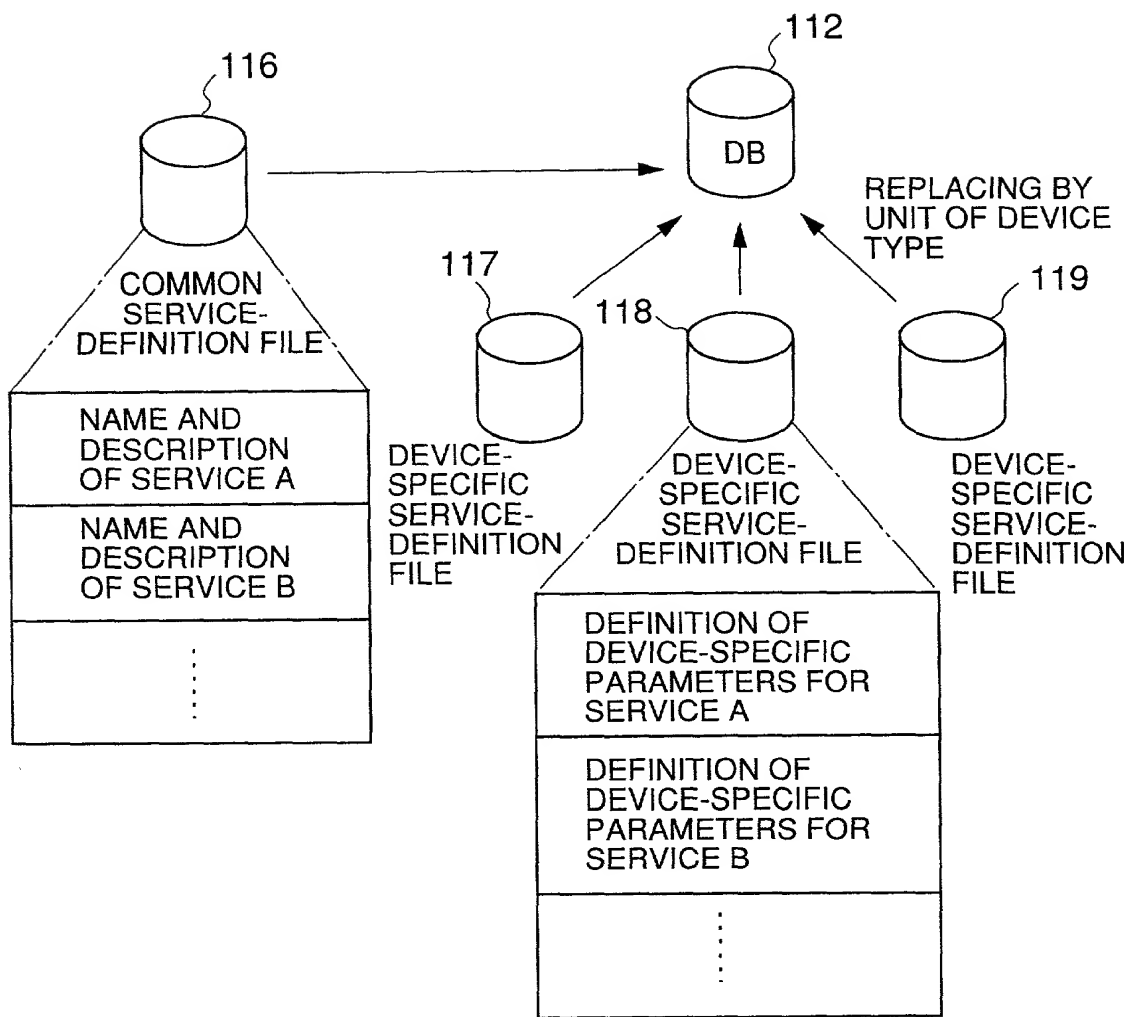 116
112
DB
REPLACING BY
UNIT OF DEVICE
TYPE
COMMON
SERVICE-
DEFINITION FILE
117
118
119
NAME AND
DESCRIPTION
OF SERVICE A
NAME AND
DESCRIPTION
OF SERVICE B
DEVICE-
SPECIFIC
SERVICE-
DEFINITION
FILE
DEVICE-
SPECIFIC
SERVICE-
DEFINITION FILE
DEVICE-
SPECIFIC
SERVICE-
DEFINITION
FILE
DEFINITION OF
DEVICE-SPECIFIC
PARAMETERS FOR
SERVICE A
DEFINITION OF
DEVICE-SPECIFIC
PARAMETERS FOR
SERVICE B